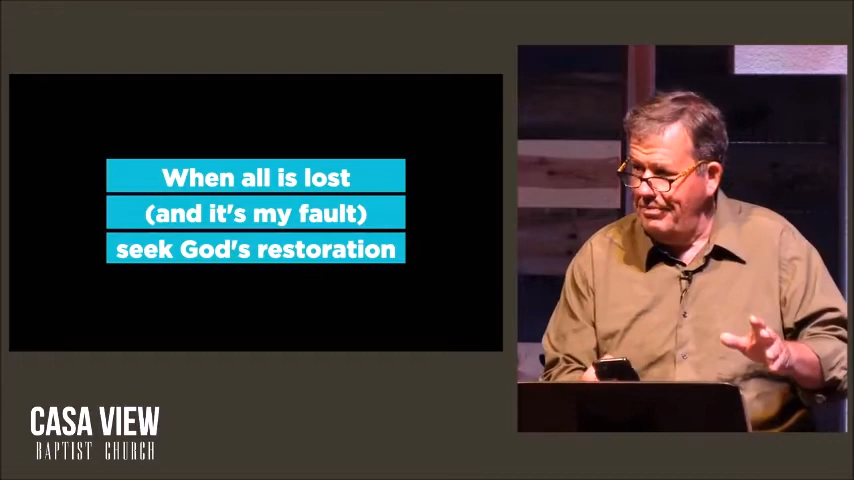 When all is lost
(and it's my fault)
seek God's restoration
CASA VIEW
BAPTIST CHURCH